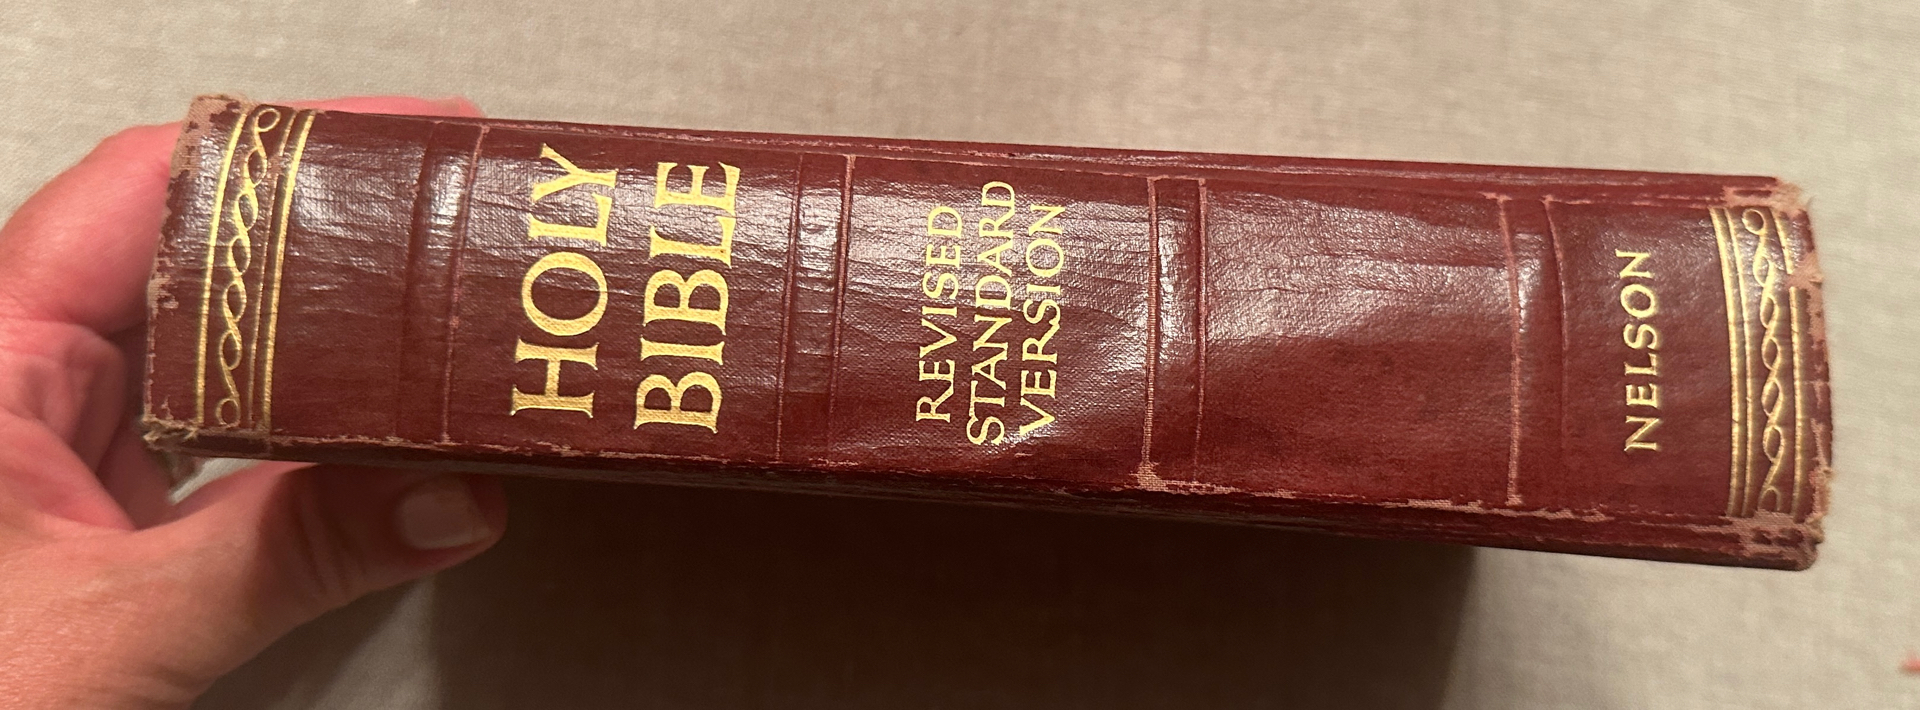 HOLY
BIBLE
REVISED
STANDARD
VERSION
NELSON